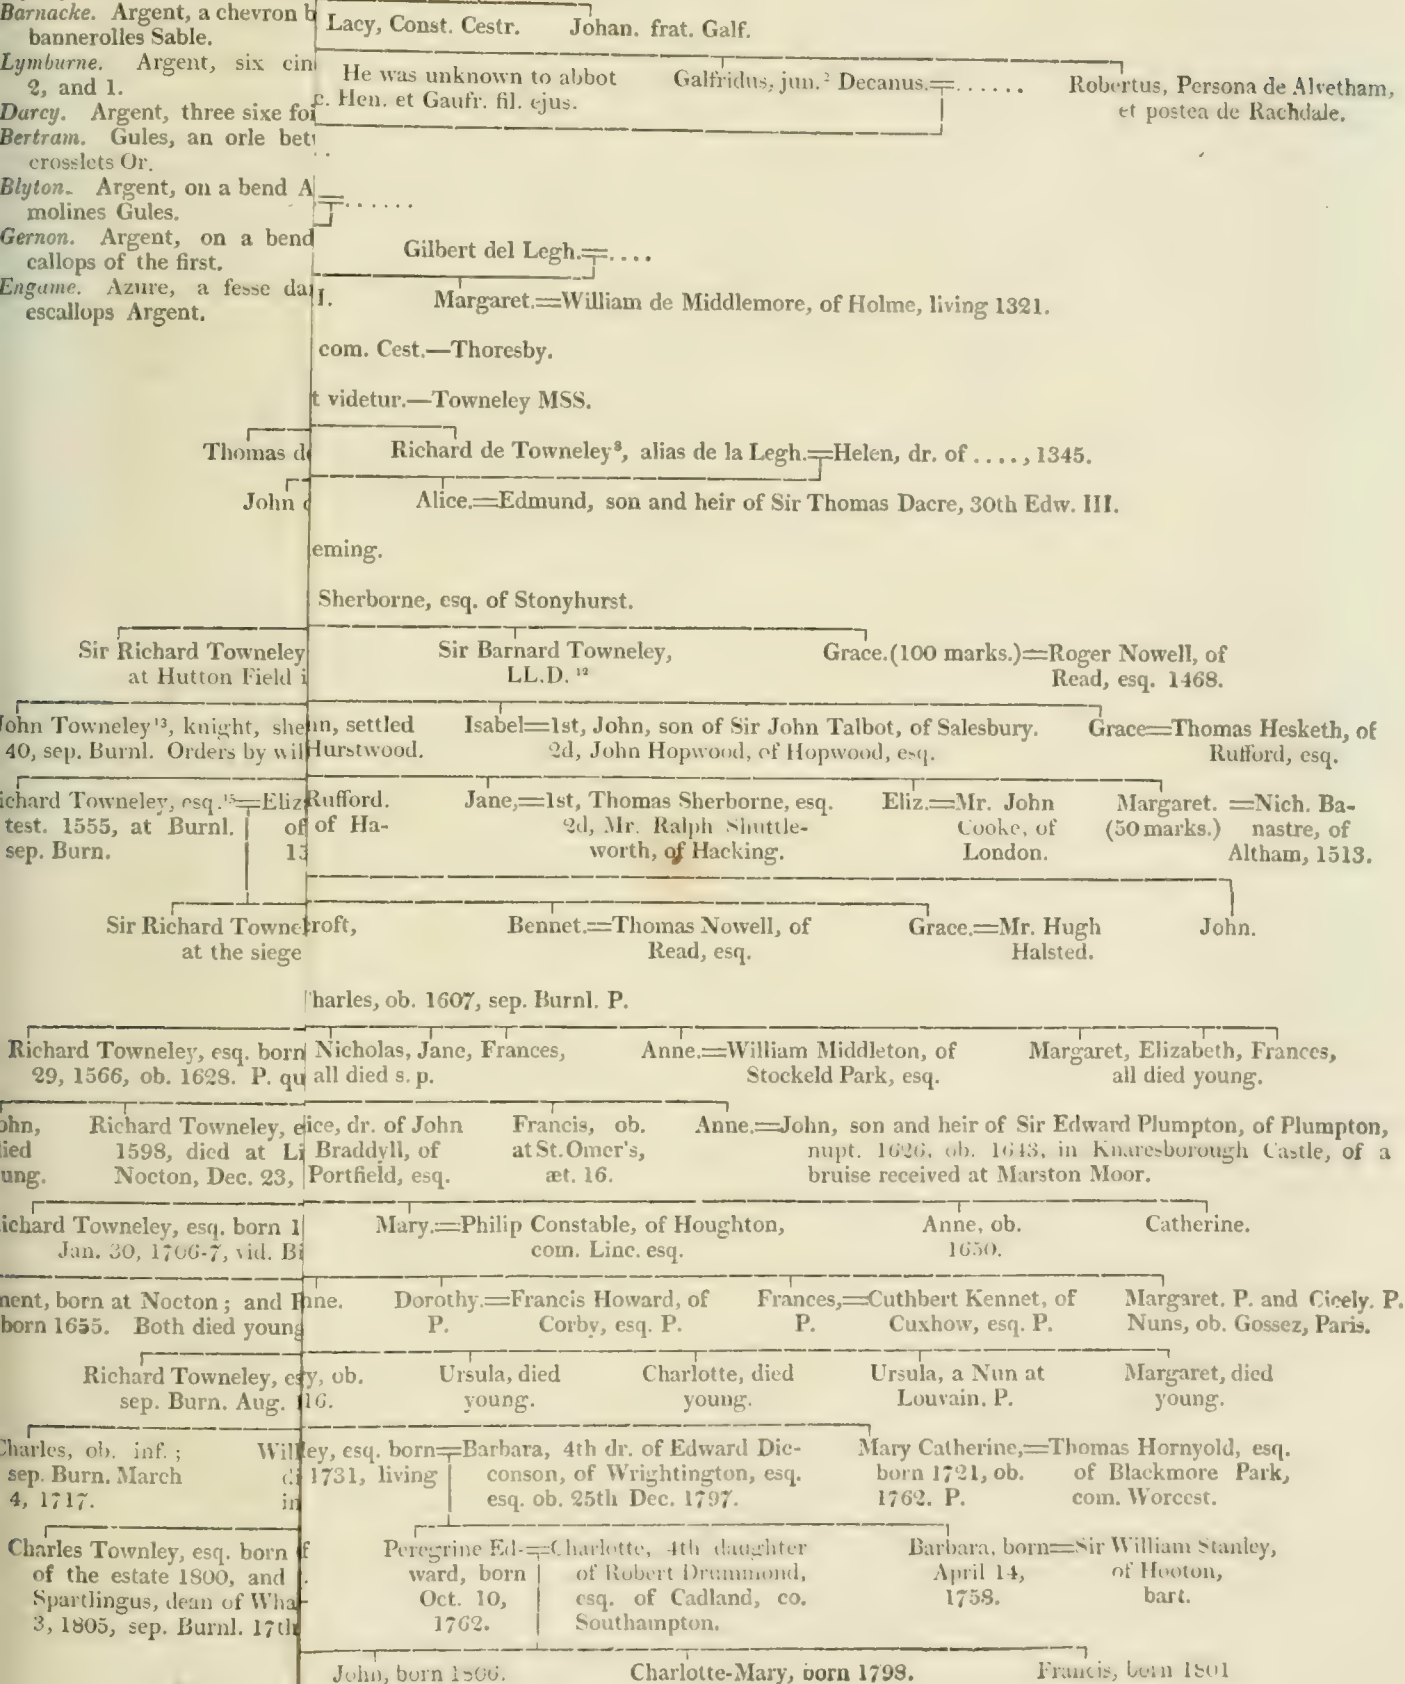 Barnacke. Argent, a chevron b
bannerolles Sable.
Lymburne. Argent, six cin
2, and 1.
Darcy. Argent, three sixe foi
Bertram. Gules, an orle bet
crosslets Or.
Blyton. Argent, on a bend A
molines Gules.
Gernon. Argent, on a bend
callops of the first.
Engame. Azure, a fesse da
escallops Argent.
Lacy, Const. Cestr. Johan. frat. Galf.
He was unknown to abbot Galfridus, jun.² Decanus.=...... Robertus, Persona de Alvetham,
c. Hen. et Gaufr. fil. ejus. et postea de Rachdale.
=......
Gilbert del Legh.=....
I. Margaret.=William de Middlemore, of Holme, living 1321.
com. Cest.—Thoresby.
t videtur.—Towneley MSS.
Thomas d Richard de Towneley⁸, alias de la Legh.=Helen, dr. of ...., 1345.
John Alice.=Edmund, son and heir of Sir Thomas Dacre, 30th Edw. III.
eming.
Sherborne, esq. of Stonyhurst.
Sir Richard Towneley Sir Barnard Towneley, Grace.(100 marks.)=Roger Nowell, of
at Hutton Field i LL.D. ¹² Read, esq. 1468.
John Towneley¹³, knight, she nn, settled Isabel=1st, John, son of Sir John Talbot, of Salesbury. Grace=Thomas Hesketh, of
40, sep. Burnl. Orders by wil Hurstwood. 2d, John Hopwood, of Hopwood, esq. Rufford, esq.
ichard Towneley, esq.¹⁵=Eliz Rufford. Jane,=1st, Thomas Sherborne, esq. Eliz.=Mr. John Margaret. =Nich. Ba-
test. 1555, at Burnl. of of Ha- 2d, Mr. Ralph Shuttle- Cooke, of (50 marks.) nastre, of
sep. Burn. 13 worth, of Hacking. London. Altham, 1513.
Sir Richard Towne roft, Bennet.=Thomas Nowell, of Grace.=Mr. Hugh John.
at the siege Read, esq. Halsted.
harles, ob. 1607, sep. Burnl. P.
Richard Towneley, esq. born Nicholas, Jane, Frances, Anne.=William Middleton, of Margaret, Elizabeth, Frances,
29, 1566, ob. 1628. P. qu all died s. p. Stockeld Park, esq. all died young.
ohn, Richard Towneley, e ice, dr. of John Francis, ob. Anne.=John, son and heir of Sir Edward Plumpton, of Plumpton,
died 1598, died at Li Braddyll, of at St. Omer's, nupt. 1626, ob. 1643, in Knaresborough Castle, of a
ung. Nocton, Dec. 23, Portfield, esq. æt. 16. bruise received at Marston Moor.
ichard Towneley, esq. born 1 Mary.=Philip Constable, of Houghton, Anne, ob. Catherine.
Jan. 30, 1706-7, vid. Bi com. Linc. esq. 1650.
ment, born at Nocton; and nne. Dorothy.=Francis Howard, of Frances,=Cuthbert Kennet, of Margaret. P. and Cicely. P.
born 1655. Both died young P. Corby, esq. P. P. Cuxhow, esq. P. Nuns, ob. Gossez, Paris.
Richard Towneley, es y, ob. Ursula, died Charlotte, died Ursula, a Nun at Margaret, died
sep. Burn. Aug. 16. young. young. Louvain, P. young.
Charles, ob. inf.; Will ey, esq. born=Barbara, 4th dr. of Edward Dic- Mary Catherine,=Thomas Hornyold, esq.
sep. Burn. March di 1731, living conson, of Wrightington, esq. born 1721, ob. of Blackmore Park,
4, 1717. in esq. ob. 25th Dec. 1797. 1762. P. com. Worcest.
Charles Townley, esq. born f Peregrine Ed-=Charlotte, 4th daughter Barbara, born=Sir William Stanley,
of the estate 1800, and ward, born of Robert Drummond, April 14, of Hooton,
Spartlingus, dean of Wha Oct. 10, esq. of Cadland, co. 1758. bart.
3, 1805, sep. Burnl. 17th 1762. Southampton.
John, born Charlotte-Mary, born 1798. Francis, born 1801